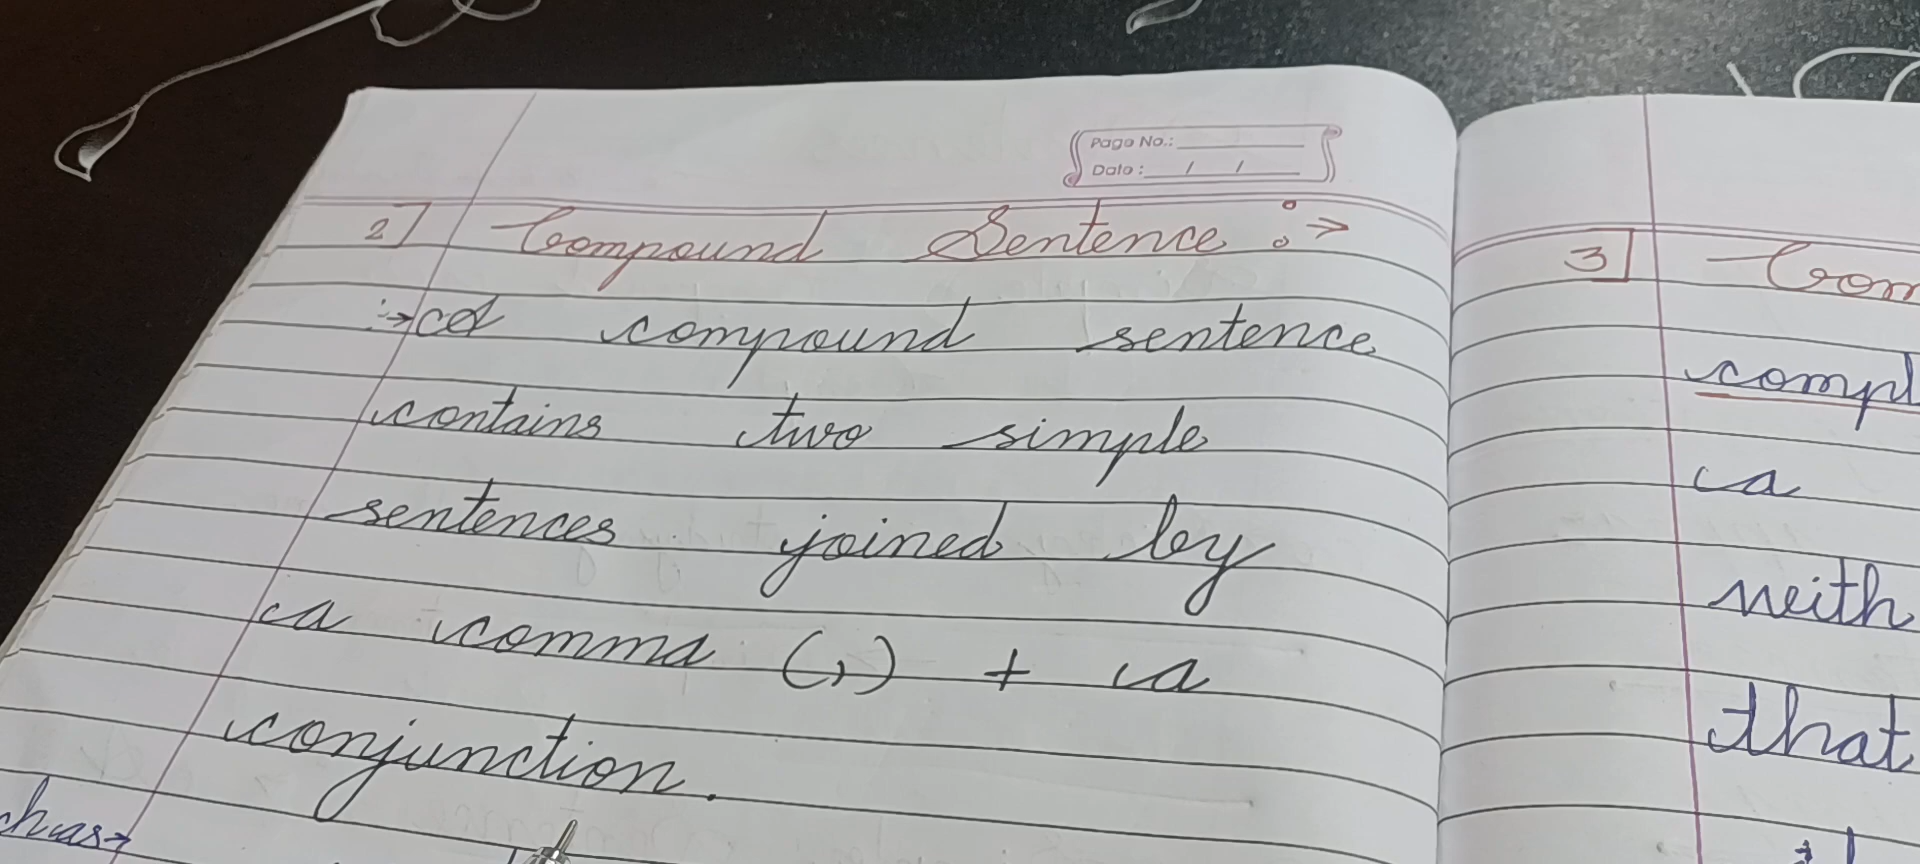 Page No.:
Date : / /
2] Compound Sentence :->
:-> A compound sentence
contains two simple
sentences joined by
a comma (,) + a
conjunction.
3] Com
compl
a
neith
that